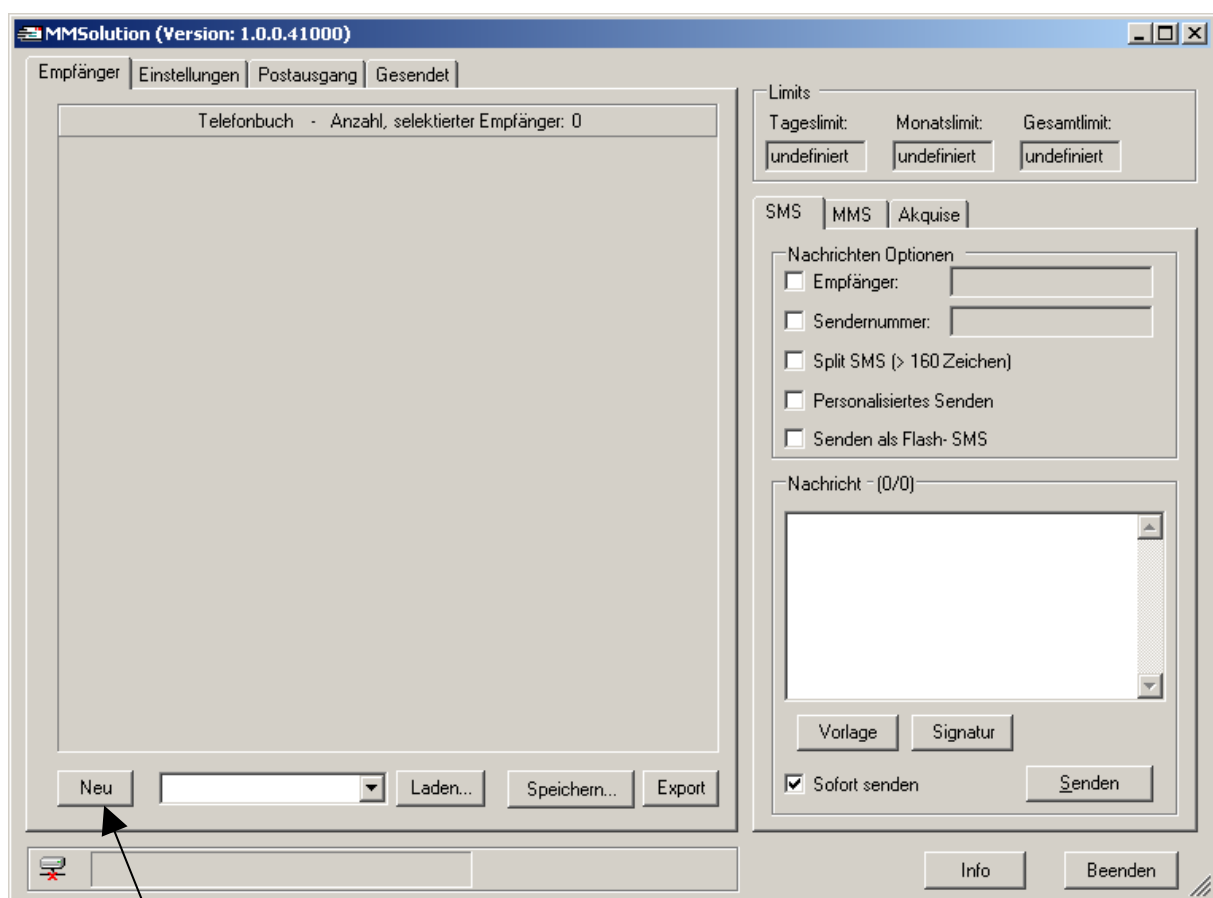 MMSolution (Version: 1.0.0.41000)
Empfänger Einstellungen Postausgang Gesendet
Telefonbuch - Anzahl, selektierter Empfänger: 0
Neu Laden... Speichern... Export
Limits
Tageslimit: Monatslimit: Gesamtlimit:
undefiniert undefiniert undefiniert
SMS MMS Akquise
Nachrichten Optionen
Empfänger:
Sendernummer:
Split SMS (> 160 Zeichen)
Personalisiertes Senden
Senden als Flash- SMS
Nachricht - (0/0)
Vorlage Signatur
Sofort senden Senden
Info Beenden